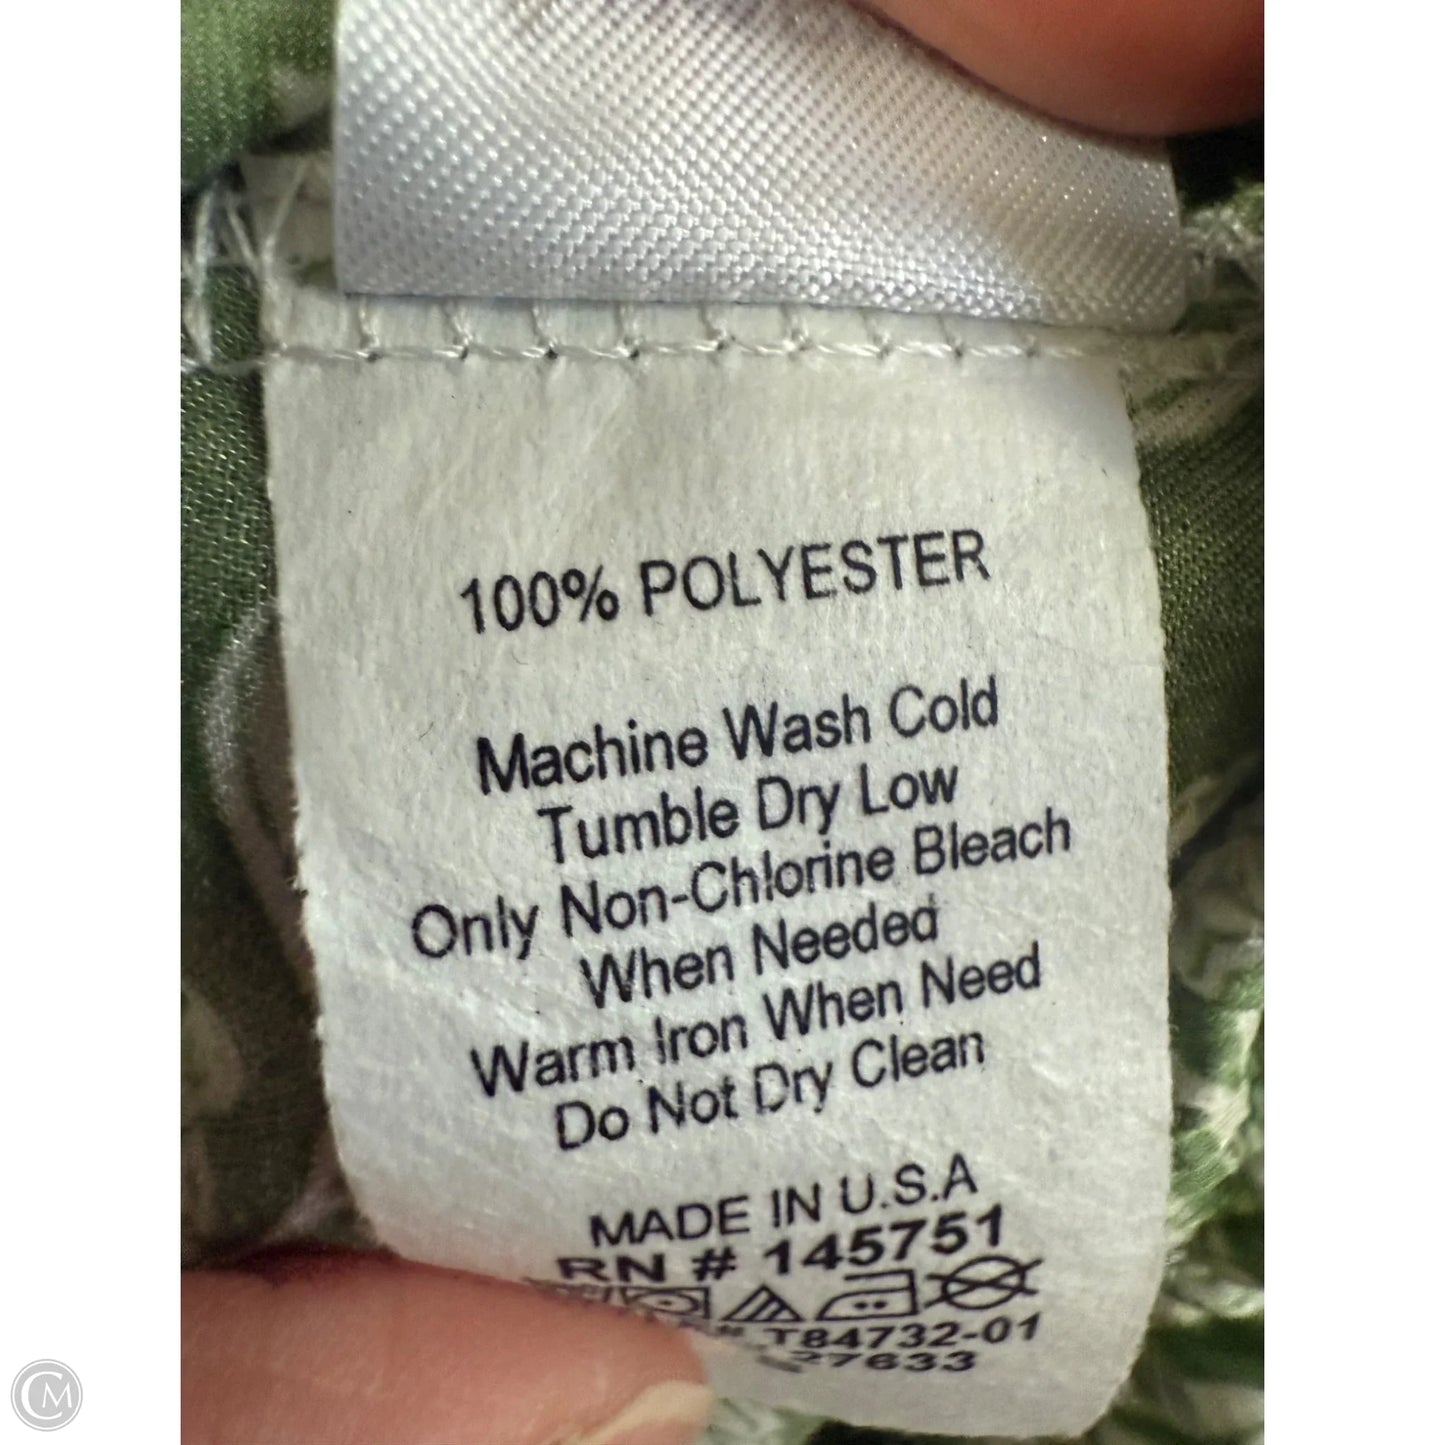 100% POLYESTER
Machine Wash Cold
Tumble Dry Low
Only Non-Chlorine Bleach
When Needed
Warm Iron When Need
Do Not Dry Clean
MADE IN U.S.A
RN # 145751
T84732-01
27633
CM